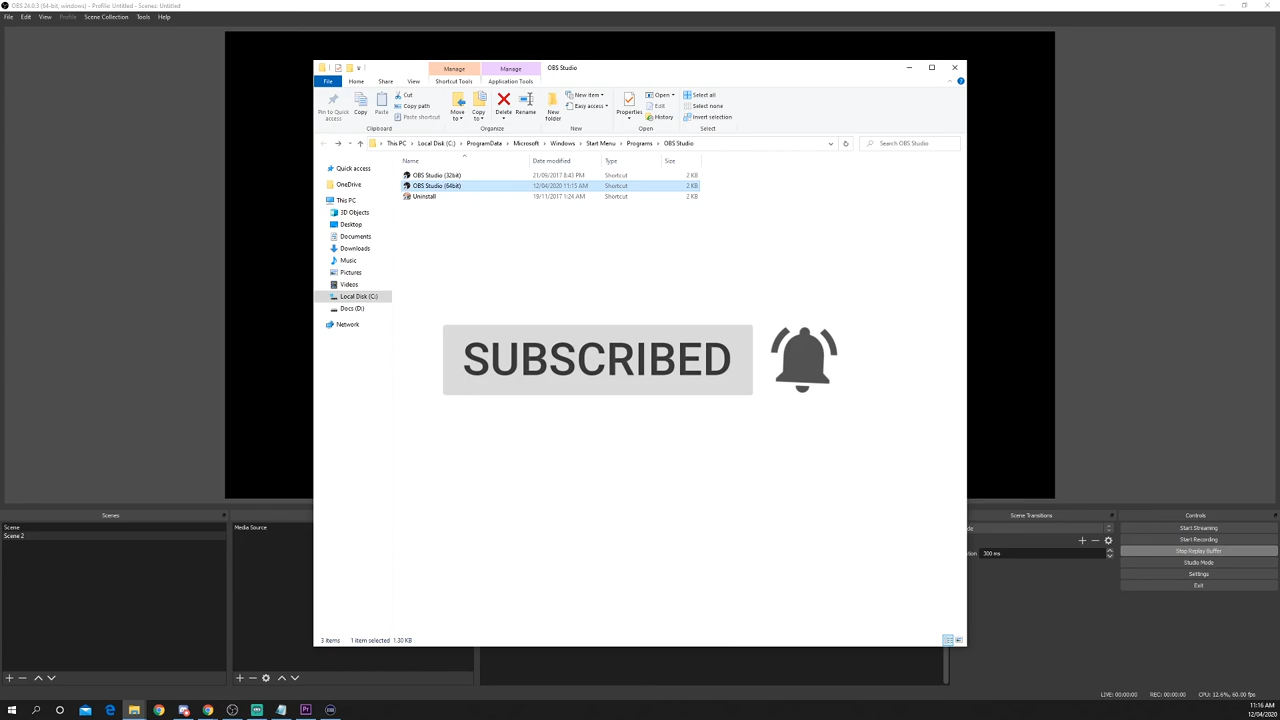 OBS 24.0.3 (64-bit, windows) - Profile: Untitled - Scenes: Untitled
File Edit View Profile Scene Collection Tools Help
Manage Manage OBS Studio
File Home Share View Shortcut Tools Application Tools
Pin to Quick access
Copy
Paste
Cut
Copy path
Paste shortcut
Clipboard
Move to
Copy to
Delete
Rename
Organize
New folder
New item
Easy access
New
Properties
Open
Edit
History
Open
Select all
Select none
Invert selection
Select
This PC > Local Disk (C:) > ProgramData > Microsoft > Windows > Start Menu > Programs > OBS Studio
Search OBS Studio
Name Date modified Type Size
OBS Studio (32bit) 21/09/2017 8:43 PM Shortcut 2 KB
OBS Studio (64bit) 12/04/2020 11:15 AM Shortcut 2 KB
Uninstall 19/11/2017 1:24 AM Shortcut 2 KB
Quick access
OneDrive
This PC
3D Objects
Desktop
Documents
Downloads
Music
Pictures
Videos
Local Disk (C:)
Docs (D:)
Network
SUBSCRIBED
3 items 1 item selected 1.30 KB
Scenes
Scene
Scene 2
Media Source
Scene Transitions
300 ms
Controls
Start Streaming
Start Recording
Stop Replay Buffer
Studio Mode
Settings
Exit
LIVE: 00:00:00 REC: 00:00:00 CPU: 12.6%, 60.00 fps
11:16 AM
12/04/2020